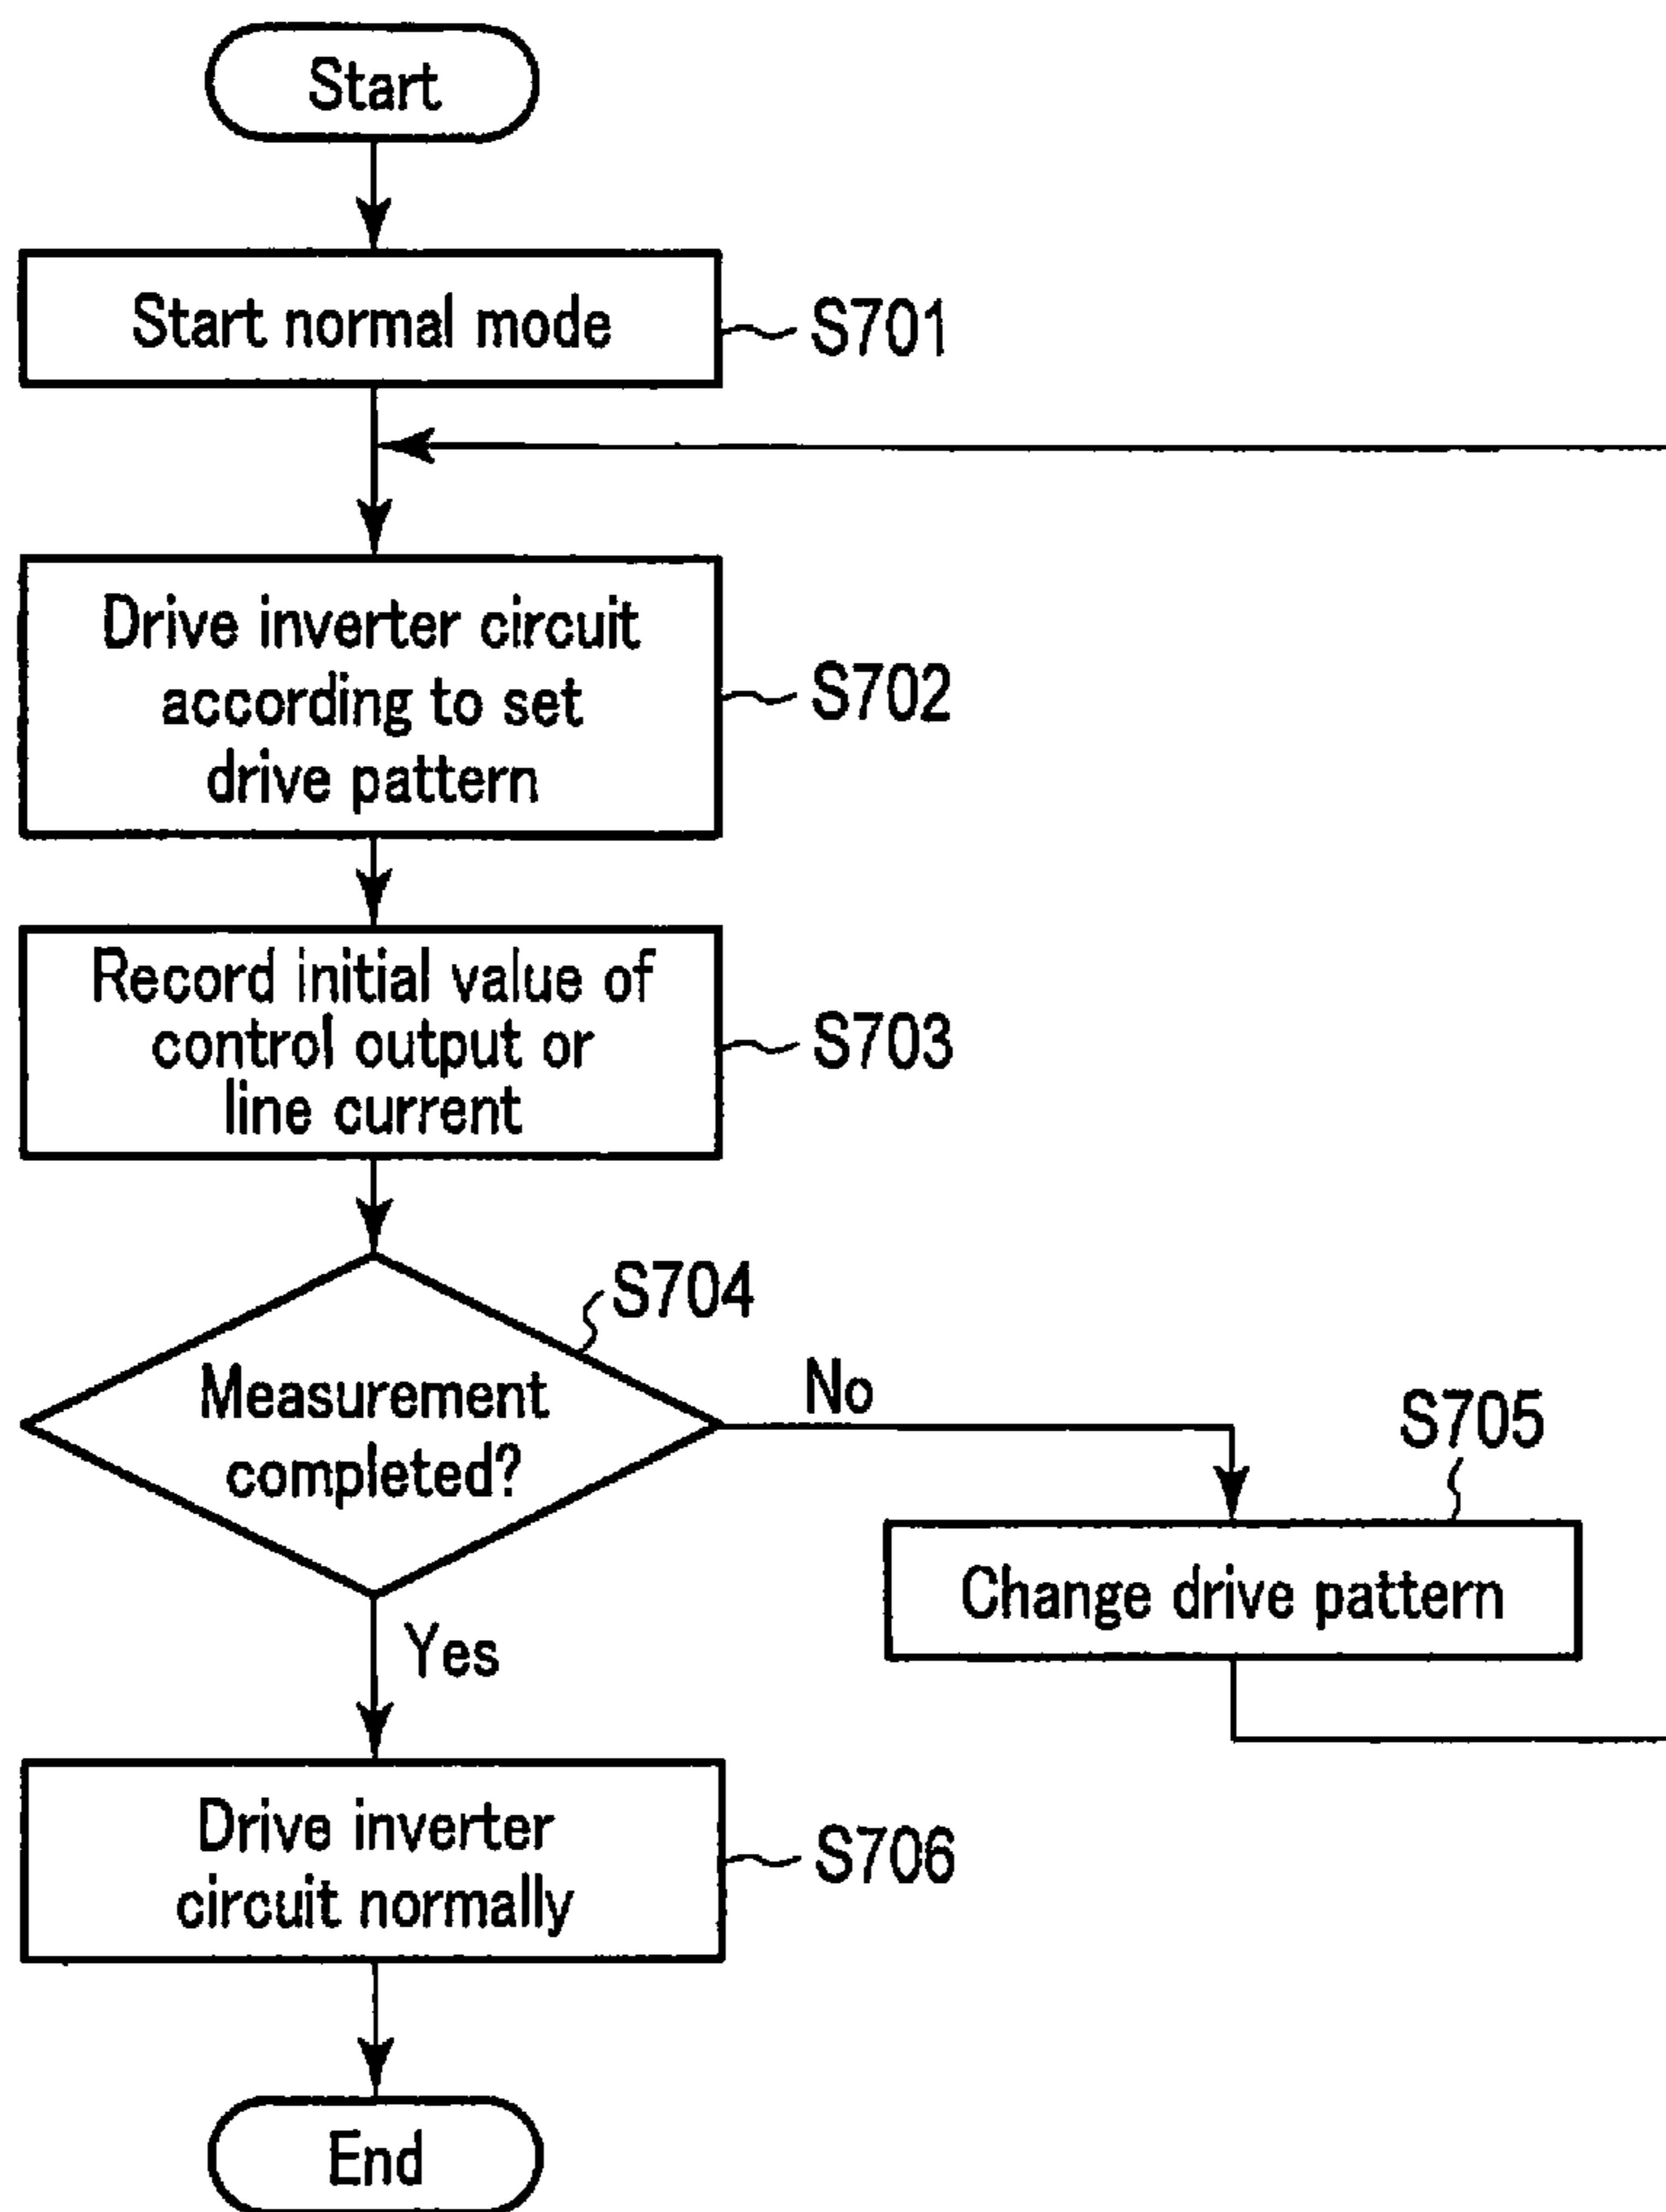 Start
Start normal mode
S701
Drive inverter circuit
according to set
drive pattern
S702
Record initial value of
control output or
line current
S703
S704
Measurement
completed?
No
S705
Change drive pattern
Yes
Drive inverter
circuit normally
S706
End